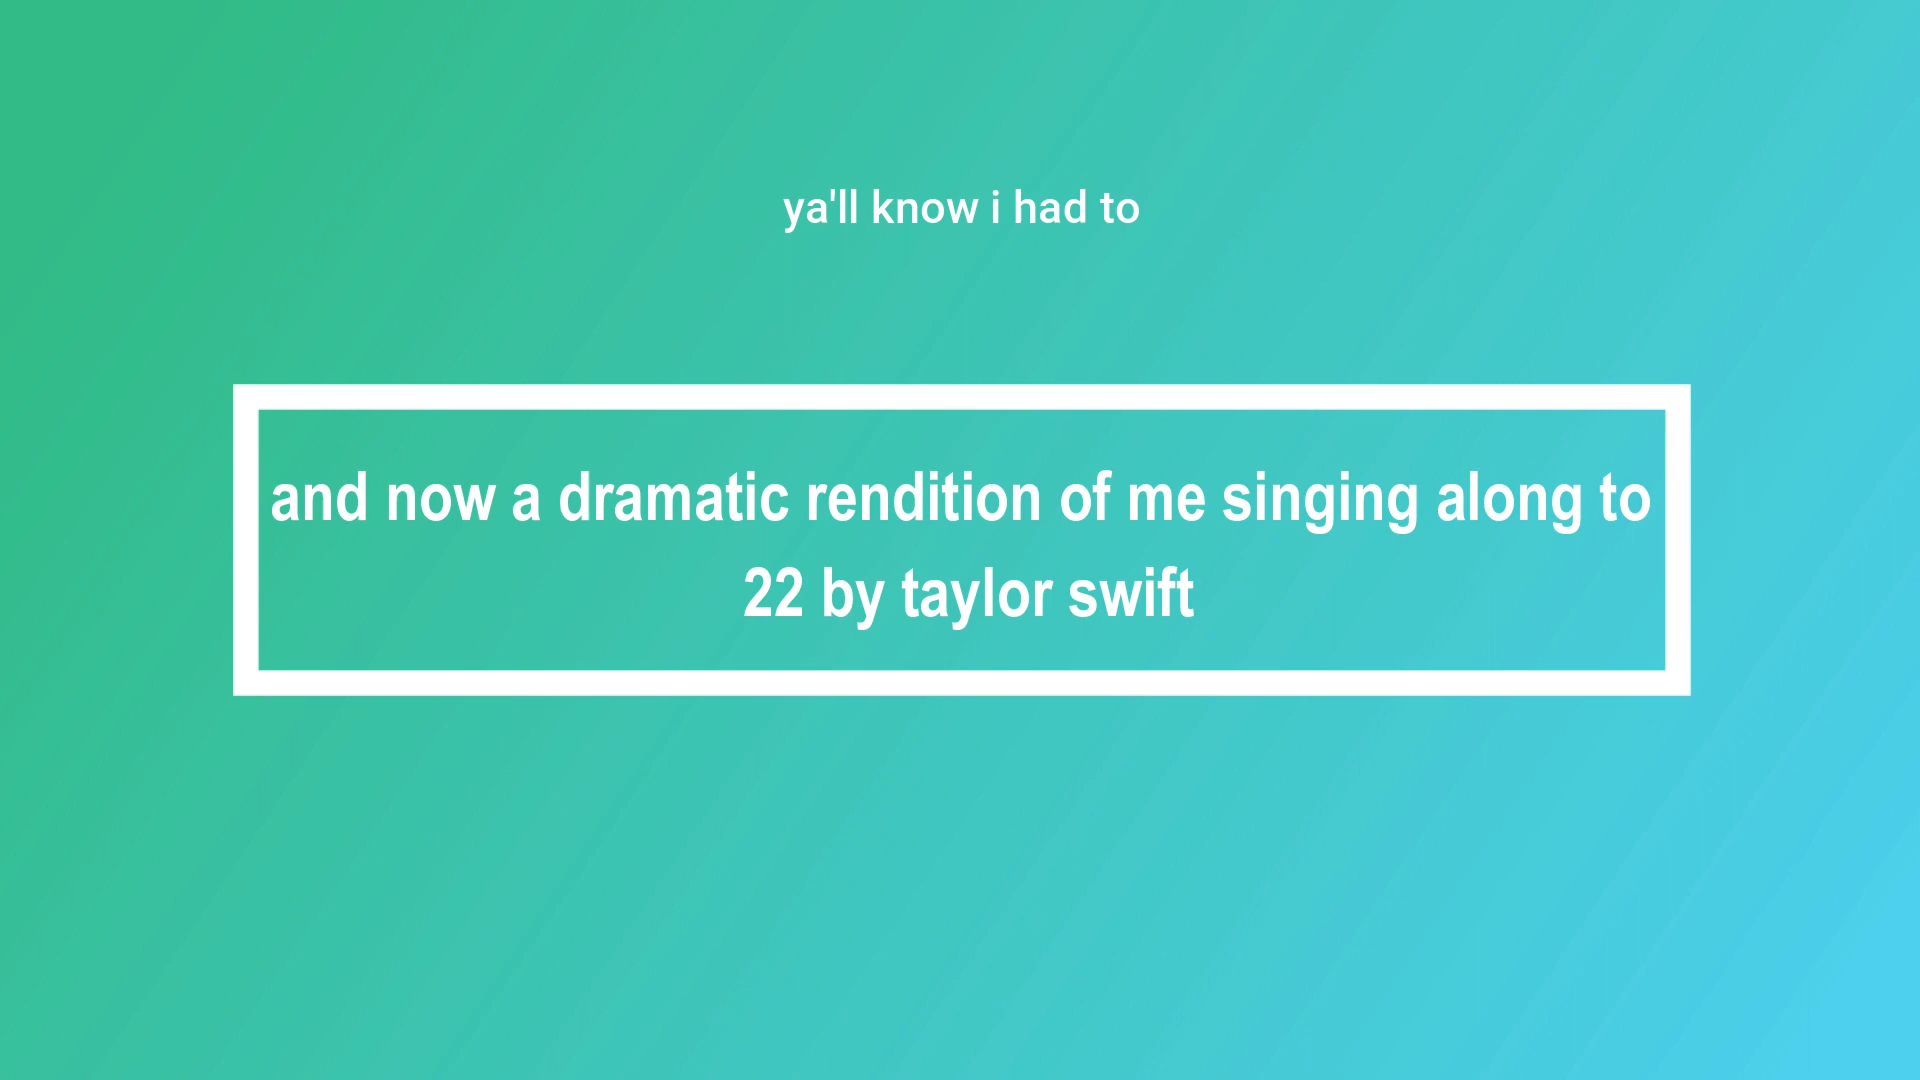 ya'll know i had to
and now a dramatic rendition of me singing along to
22 by taylor swift